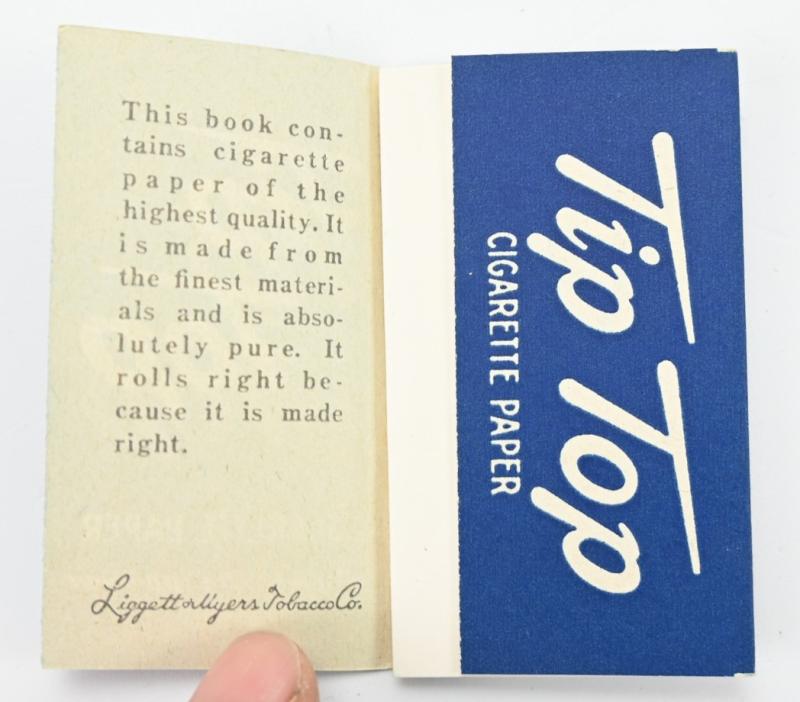 This book con-
tains cigarette
paper of the
highest quality. It
is made from
the finest materi-
als and is abso-
lutely pure. It
rolls right be-
cause it is made
right.
Liggett & Myers Tobacco Co.
Tip Top
CIGARETTE PAPER